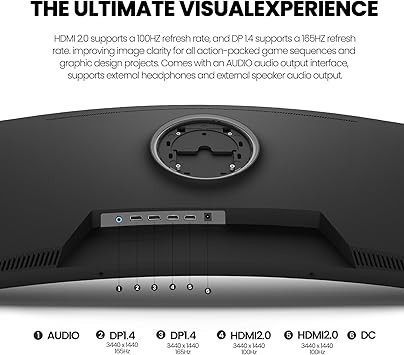 THE ULTIMATE VISUALEXPERIENCE
HDMI 2.0 supports a 100HZ refresh rate, and DP 1.4 supports a 165HZ refresh
rate. improving image clarity for all action-packed game sequences and
graphic design projects. Comes with an AUDIO audio output interface,
supports external headphones and external speaker audio output.
1 2 3 4 5 6
1 AUDIO 2 DP1.4 3 DP1.4 4 HDMI2.0 5 HDMI2.0 6 DC
3440 x 1440 3440 x 1440 3440 x 1440 3440 x 1440
165Hz 165Hz 100Hz 100Hz